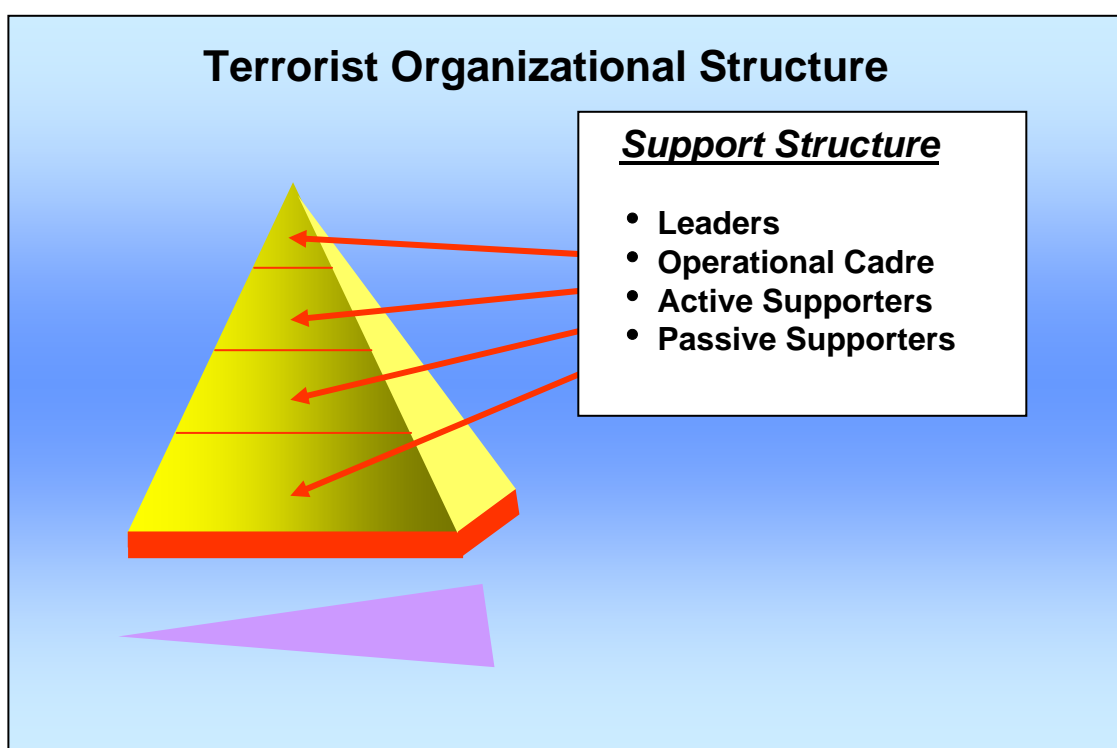 Terrorist Organizational Structure
Support Structure
• Leaders
• Operational Cadre
• Active Supporters
• Passive Supporters